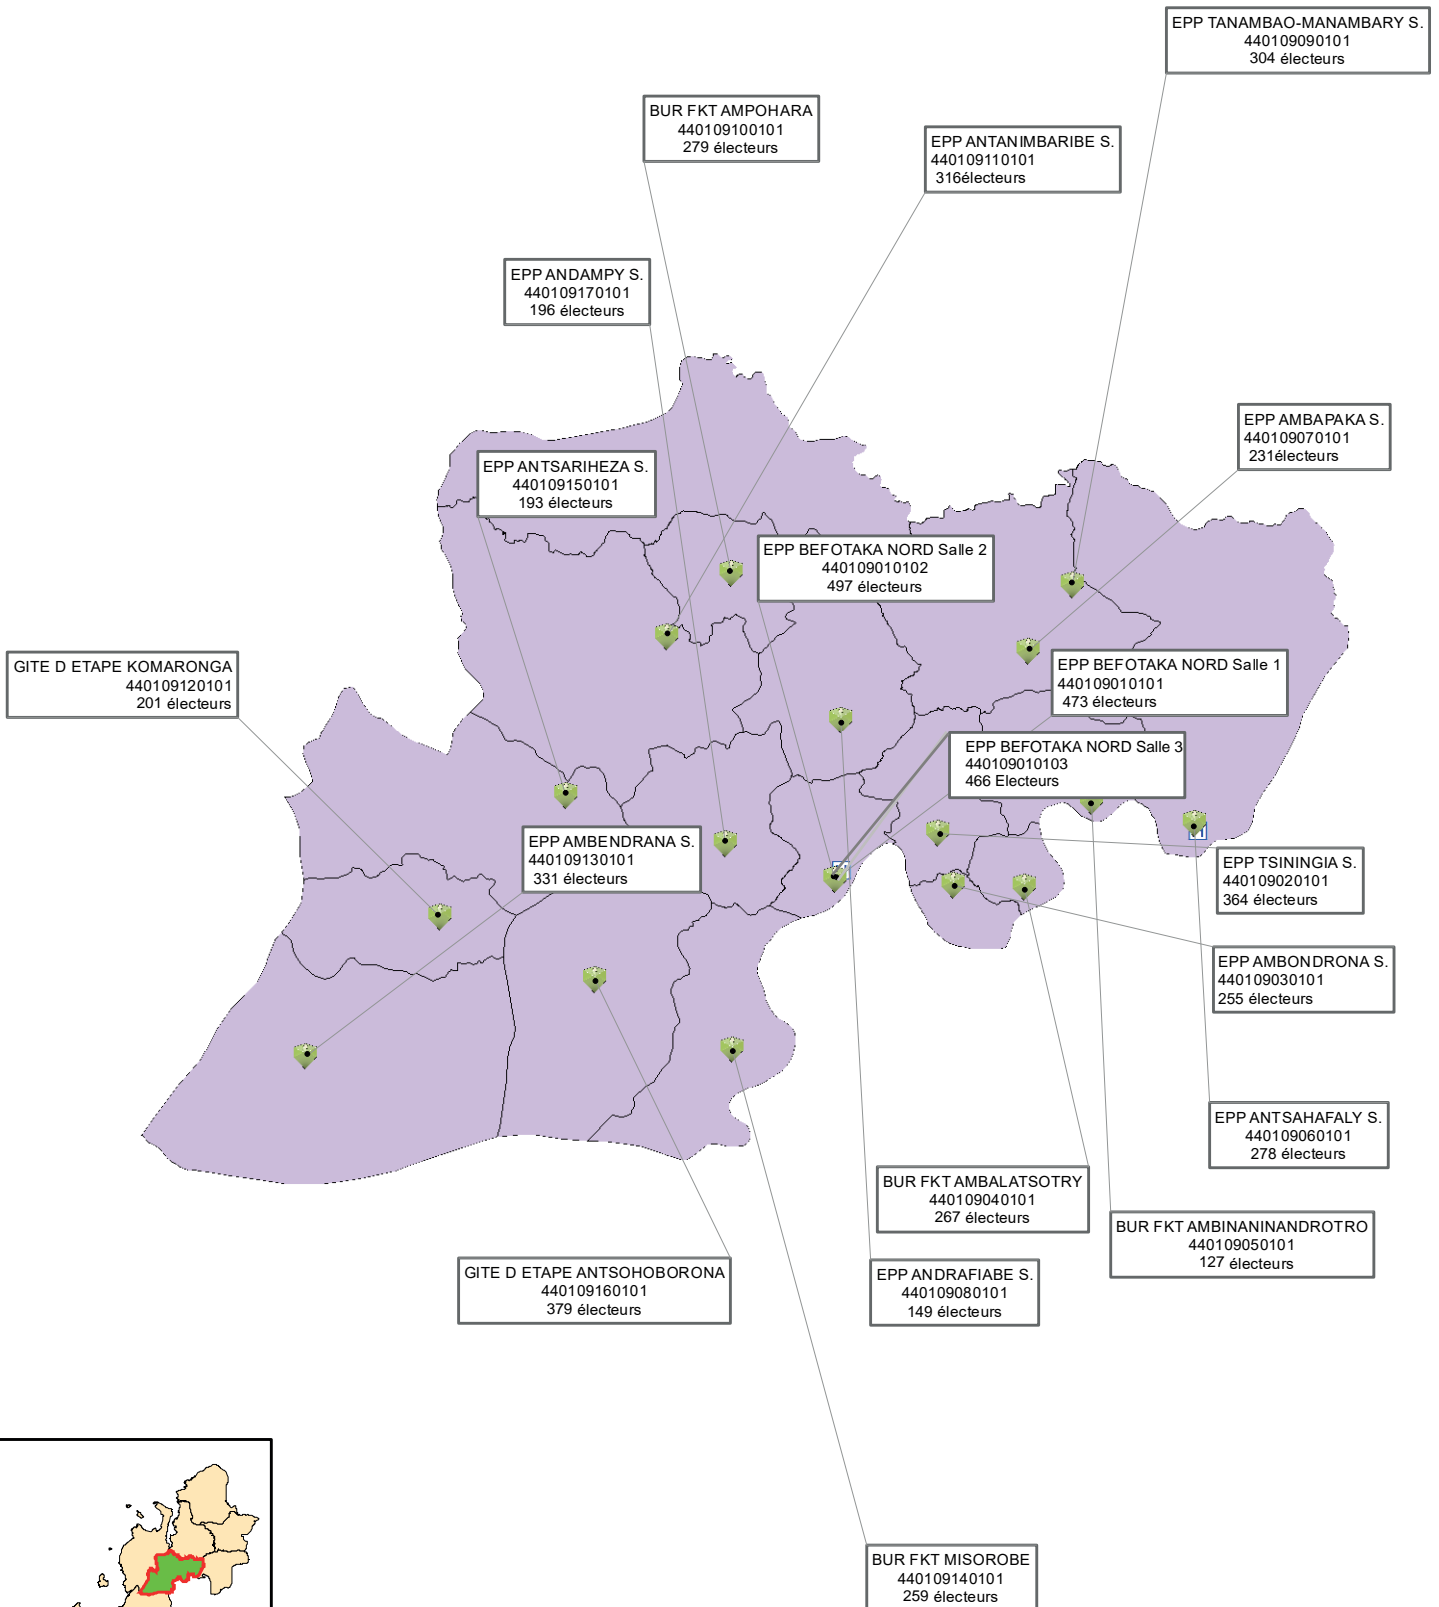 EPP TANAMBAO-MANAMBARY S.
440109090101
304 électeurs
BUR FKT AMPOHARA
440109100101
279 électeurs
EPP ANTANIMBARIBE S.
440109110101
316électeurs
EPP ANDAMPY S.
440109170101
196 électeurs
EPP AMBAPAKA S.
440109070101
231électeurs
EPP ANTSARIHEZA S.
440109150101
193 électeurs
EPP BEFOTAKA NORD Salle 2
440109010102
497 électeurs
GITE D ETAPE KOMARONGA
440109120101
201 électeurs
EPP BEFOTAKA NORD Salle 1
440109010101
473 électeurs
EPP BEFOTAKA NORD Salle 3
440109010103
466 Electeurs
EPP AMBENDRANA S.
440109130101
331 électeurs
EPP TSININGIA S.
440109020101
364 électeurs
EPP AMBONDRONA S.
440109030101
255 électeurs
EPP ANTSAHAFALY S.
440109060101
278 électeurs
BUR FKT AMBALATSOTRY
440109040101
267 électeurs
BUR FKT AMBINANINANDROTRO
440109050101
127 électeurs
GITE D ETAPE ANTSOHOBORONA
440109160101
379 électeurs
EPP ANDRAFIABE S.
440109080101
149 électeurs
BUR FKT MISOROBE
440109140101
259 électeurs